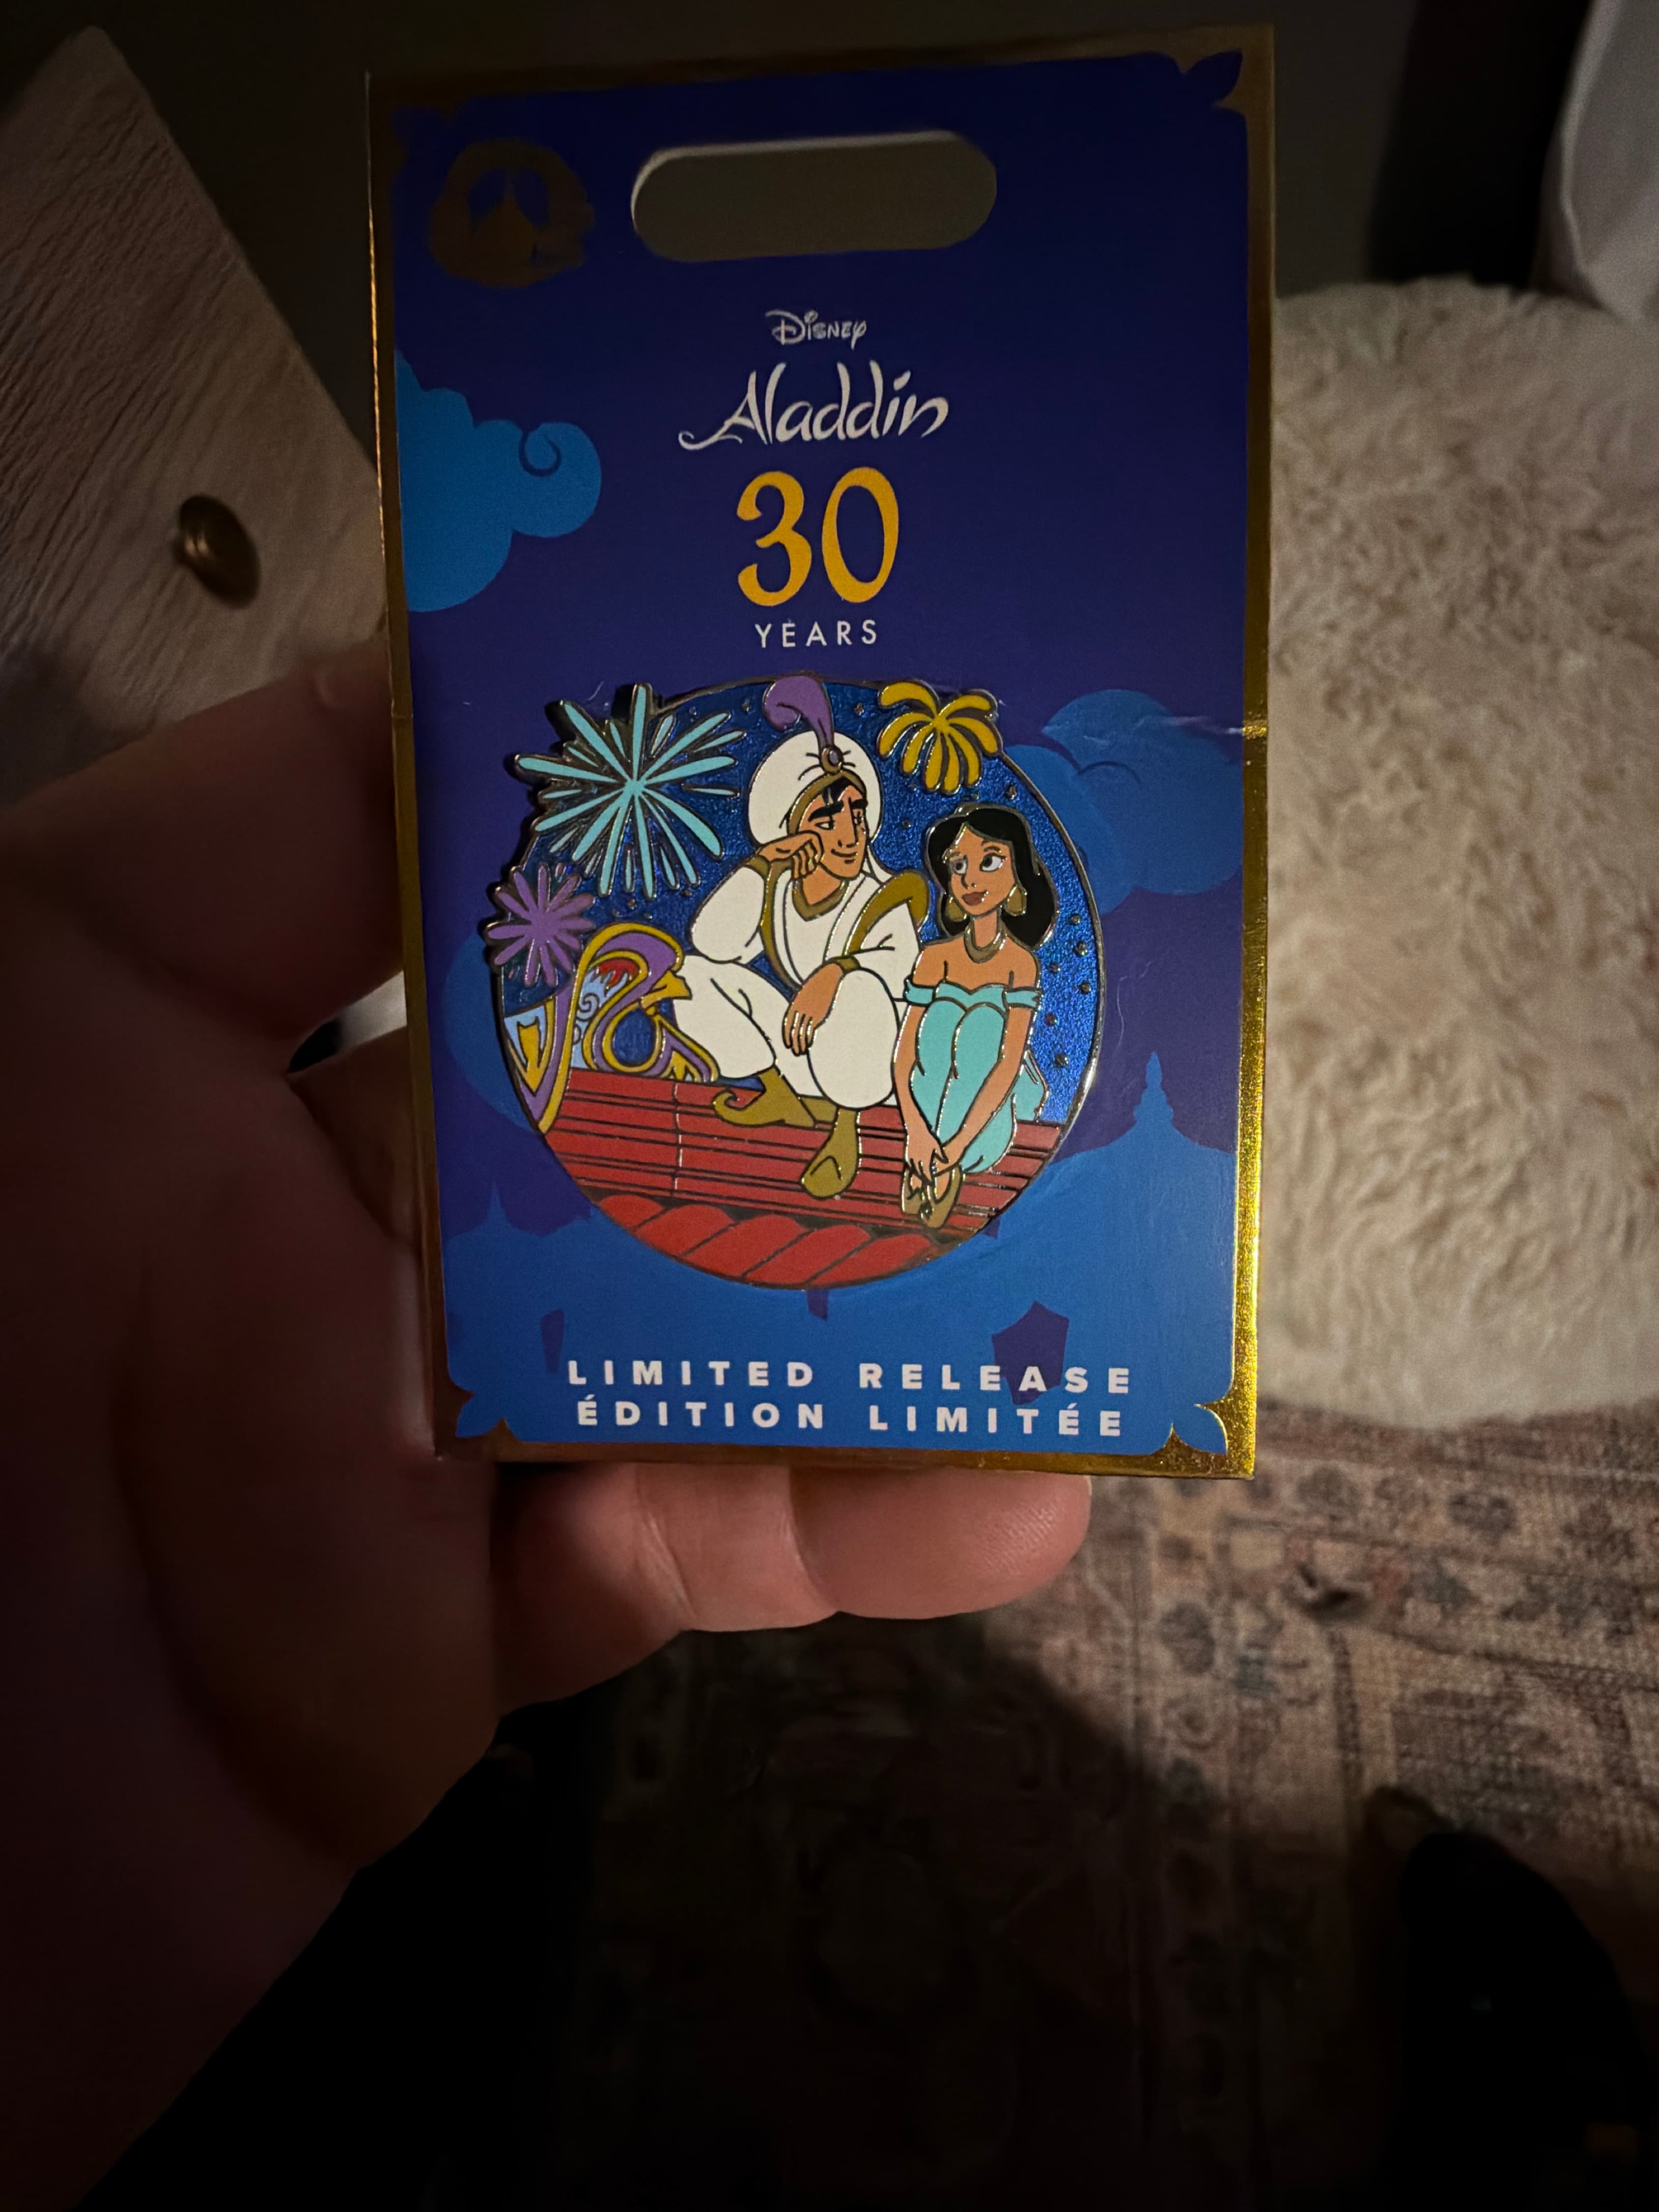 Disney
Aladdin
30
YEARS
LIMITED RELEASE
ÉDITION LIMITÉE